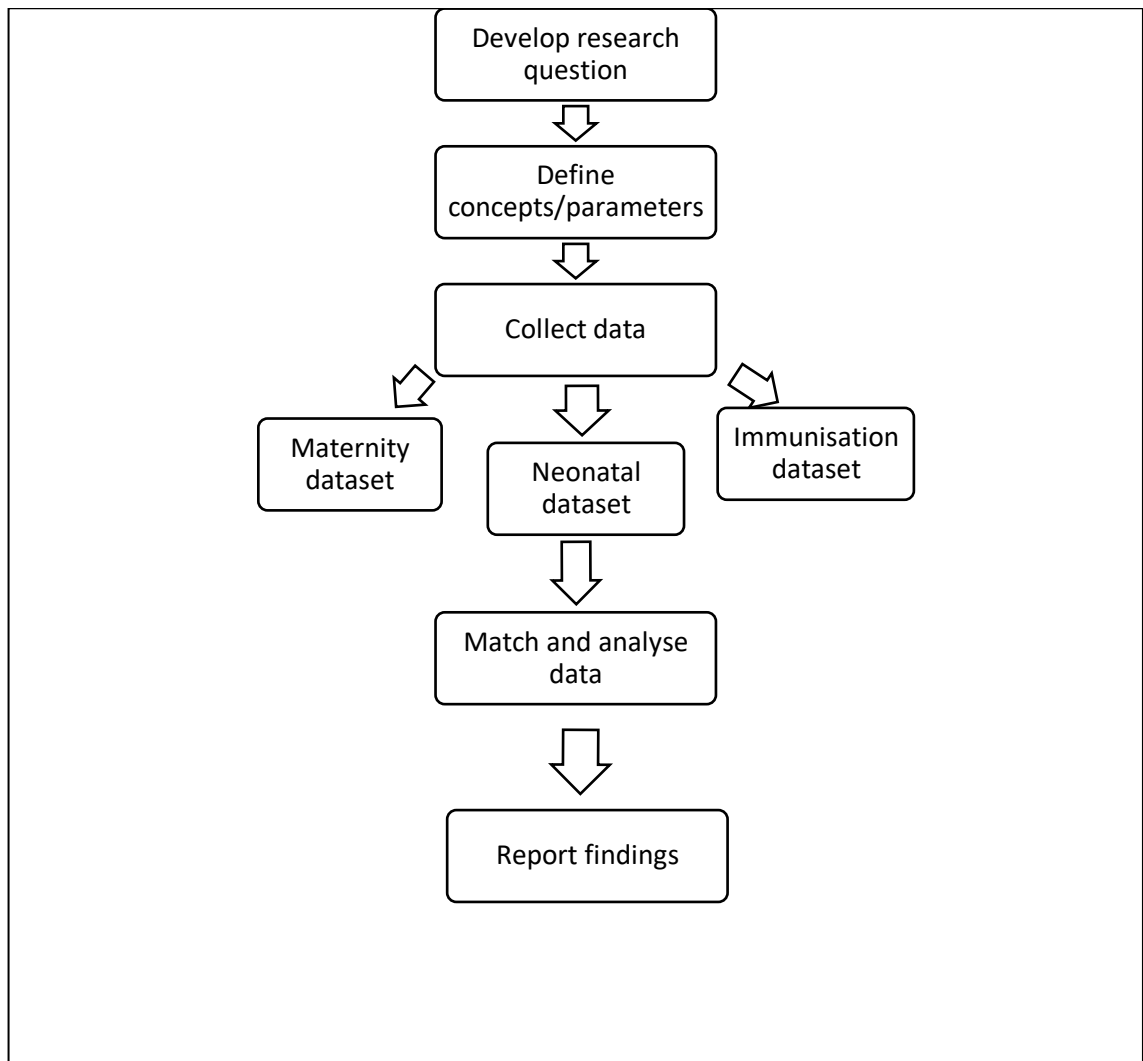 Develop research
question
Define
concepts/parameters
Collect data
Maternity
dataset
Neonatal
dataset
Immunisation
dataset
Match and analyse
data
Report findings